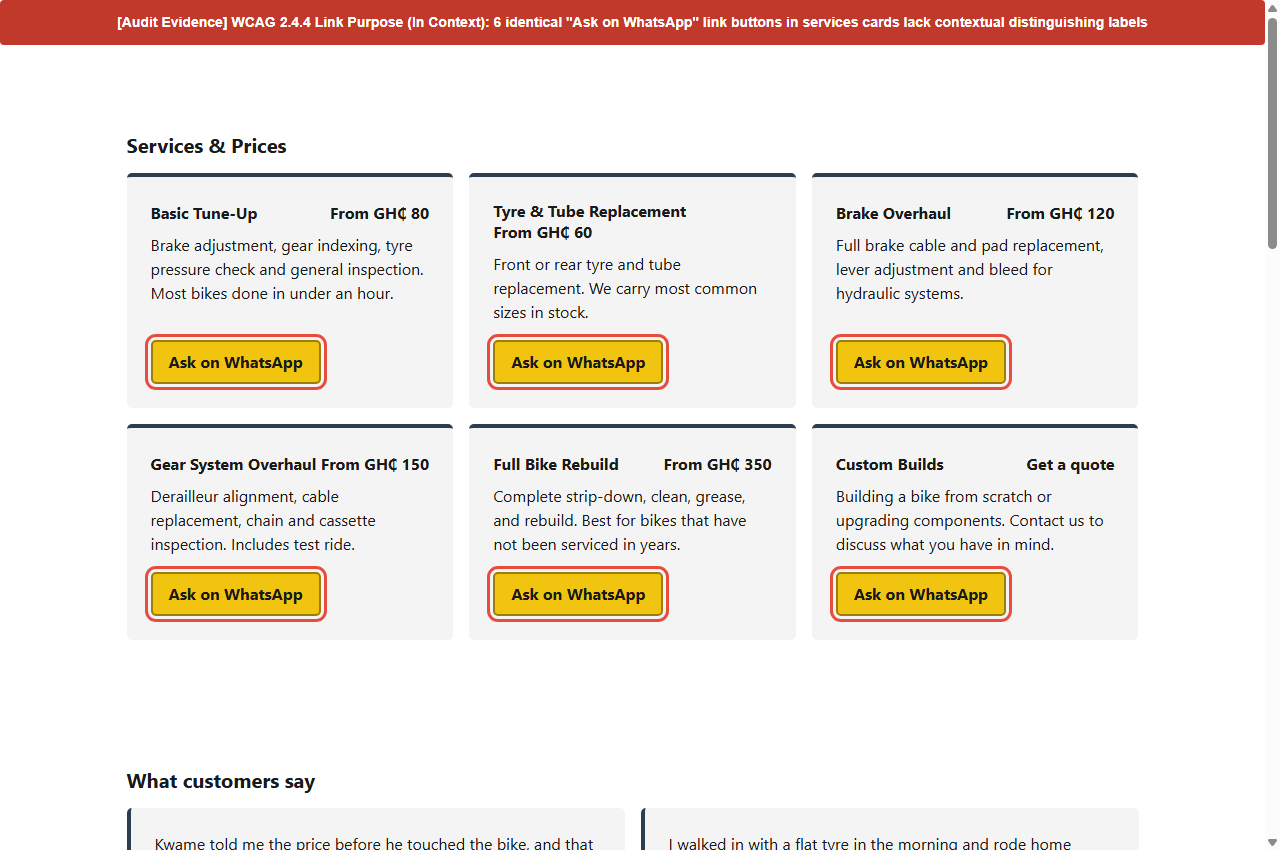 [Audit Evidence] WCAG 2.4.4 Link Purpose (In Context): 6 identical "Ask on WhatsApp" link buttons in services cards lack contextual distinguishing labels
Services & Prices
Basic Tune-Up From GH₵ 80
Brake adjustment, gear indexing, tyre
pressure check and general inspection.
Most bikes done in under an hour.
Ask on WhatsApp
Tyre & Tube Replacement
From GH₵ 60
Front or rear tyre and tube
replacement. We carry most common
sizes in stock.
Ask on WhatsApp
Brake Overhaul From GH₵ 120
Full brake cable and pad replacement,
lever adjustment and bleed for
hydraulic systems.
Ask on WhatsApp
Gear System Overhaul From GH₵ 150
Derailleur alignment, cable
replacement, chain and cassette
inspection. Includes test ride.
Ask on WhatsApp
Full Bike Rebuild From GH₵ 350
Complete strip-down, clean, grease,
and rebuild. Best for bikes that have
not been serviced in years.
Ask on WhatsApp
Custom Builds Get a quote
Building a bike from scratch or
upgrading components. Contact us to
discuss what you have in mind.
Ask on WhatsApp
What customers say
Kwame told me the price before he touched the bike, and that
I walked in with a flat tyre in the morning and rode home